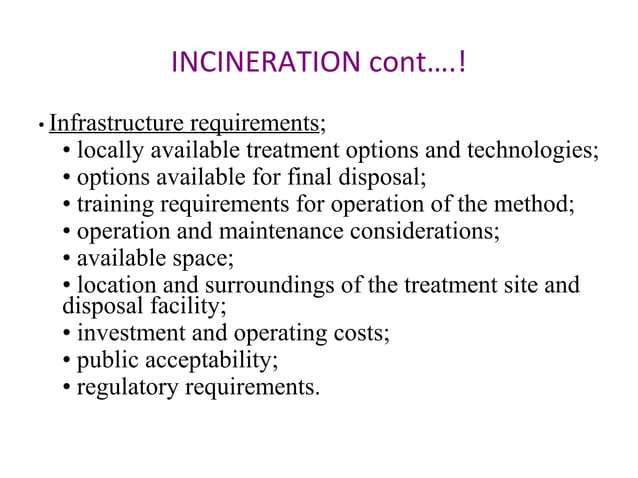 INCINERATION cont….!
• Infrastructure requirements;
• locally available treatment options and technologies;
• options available for final disposal;
• training requirements for operation of the method;
• operation and maintenance considerations;
• available space;
• location and surroundings of the treatment site and
disposal facility;
• investment and operating costs;
• public acceptability;
• regulatory requirements.